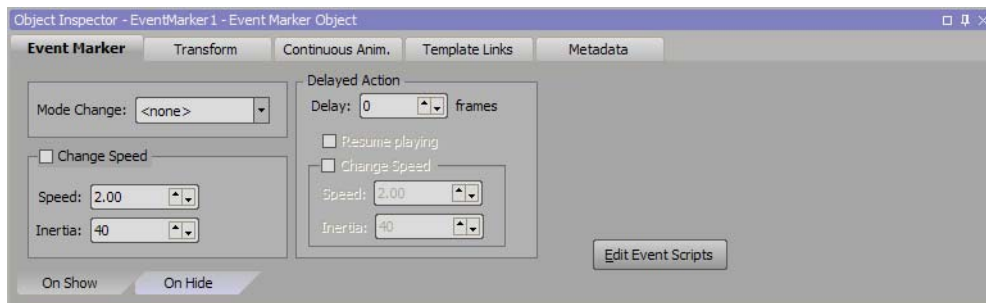 Object Inspector - EventMarker1 - Event Marker Object
Event Marker Transform Continuous Anim. Template Links Metadata
Mode Change: <none>
Change Speed
Speed: 2.00
Inertia: 40
Delayed Action
Delay: 0 frames
Resume playing
Change Speed
Speed: 2.00
Inertia: 40
Edit Event Scripts
On Show On Hide